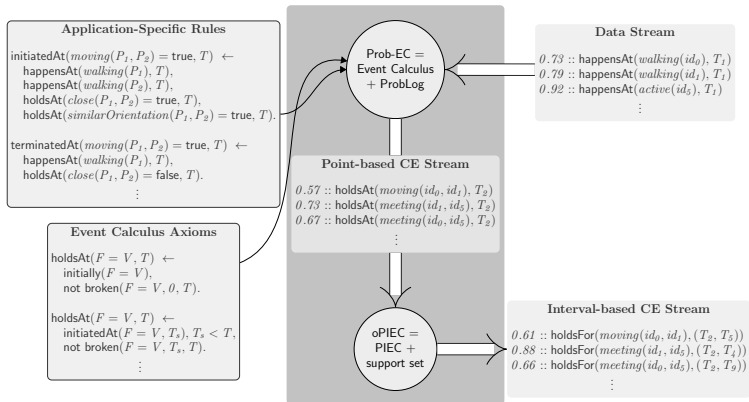 Application-Specific Rules
initiatedAt(moving(P₁, P₂) = true, T) ←
happensAt(walking(P₁), T),
happensAt(walking(P₂), T),
holdsAt(close(P₁, P₂) = true, T),
holdsAt(similarOrientation(P₁, P₂) = true, T).
terminatedAt(moving(P₁, P₂) = true, T) ←
happensAt(walking(P₁), T),
holdsAt(close(P₁, P₂) = false, T).
⋮
Event Calculus Axioms
holdsAt(F = V, T) ←
initially(F = V),
not broken(F = V, 0, T).
holdsAt(F = V, T) ←
initiatedAt(F = V, Tₛ), Tₛ < T,
not broken(F = V, Tₛ, T).
⋮
Prob-EC =
Event Calculus
+ ProbLog
Data Stream
0.73 :: happensAt(walking(id₀), T₁)
0.79 :: happensAt(walking(id₁), T₁)
0.92 :: happensAt(active(id₅), T₁)
⋮
Point-based CE Stream
0.57 :: holdsAt(moving(id₀, id₁), T₂)
0.73 :: holdsAt(meeting(id₁, id₅), T₂)
0.67 :: holdsAt(meeting(id₀, id₅), T₂)
⋮
oPIEC =
PIEC +
support set
Interval-based CE Stream
0.61 :: holdsFor(moving(id₀, id₁), (T₂, T₅))
0.88 :: holdsFor(meeting(id₁, id₅), (T₂, T₄))
0.66 :: holdsFor(meeting(id₀, id₅), (T₂, T₉))
⋮